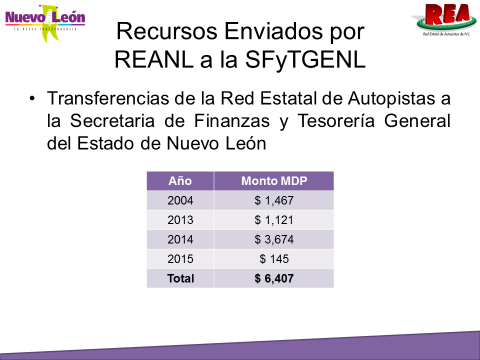 Nuevo León
REA
Red Estatal de Autopistas de N.L.
Recursos Enviados por
REANL a la SFyTGENL
• Transferencias de la Red Estatal de Autopistas a
la Secretaria de Finanzas y Tesorería General
del Estado de Nuevo León
Año Monto MDP
2004 $ 1,467
2013 $ 1,121
2014 $ 3,674
2015 $ 145
Total $ 6,407